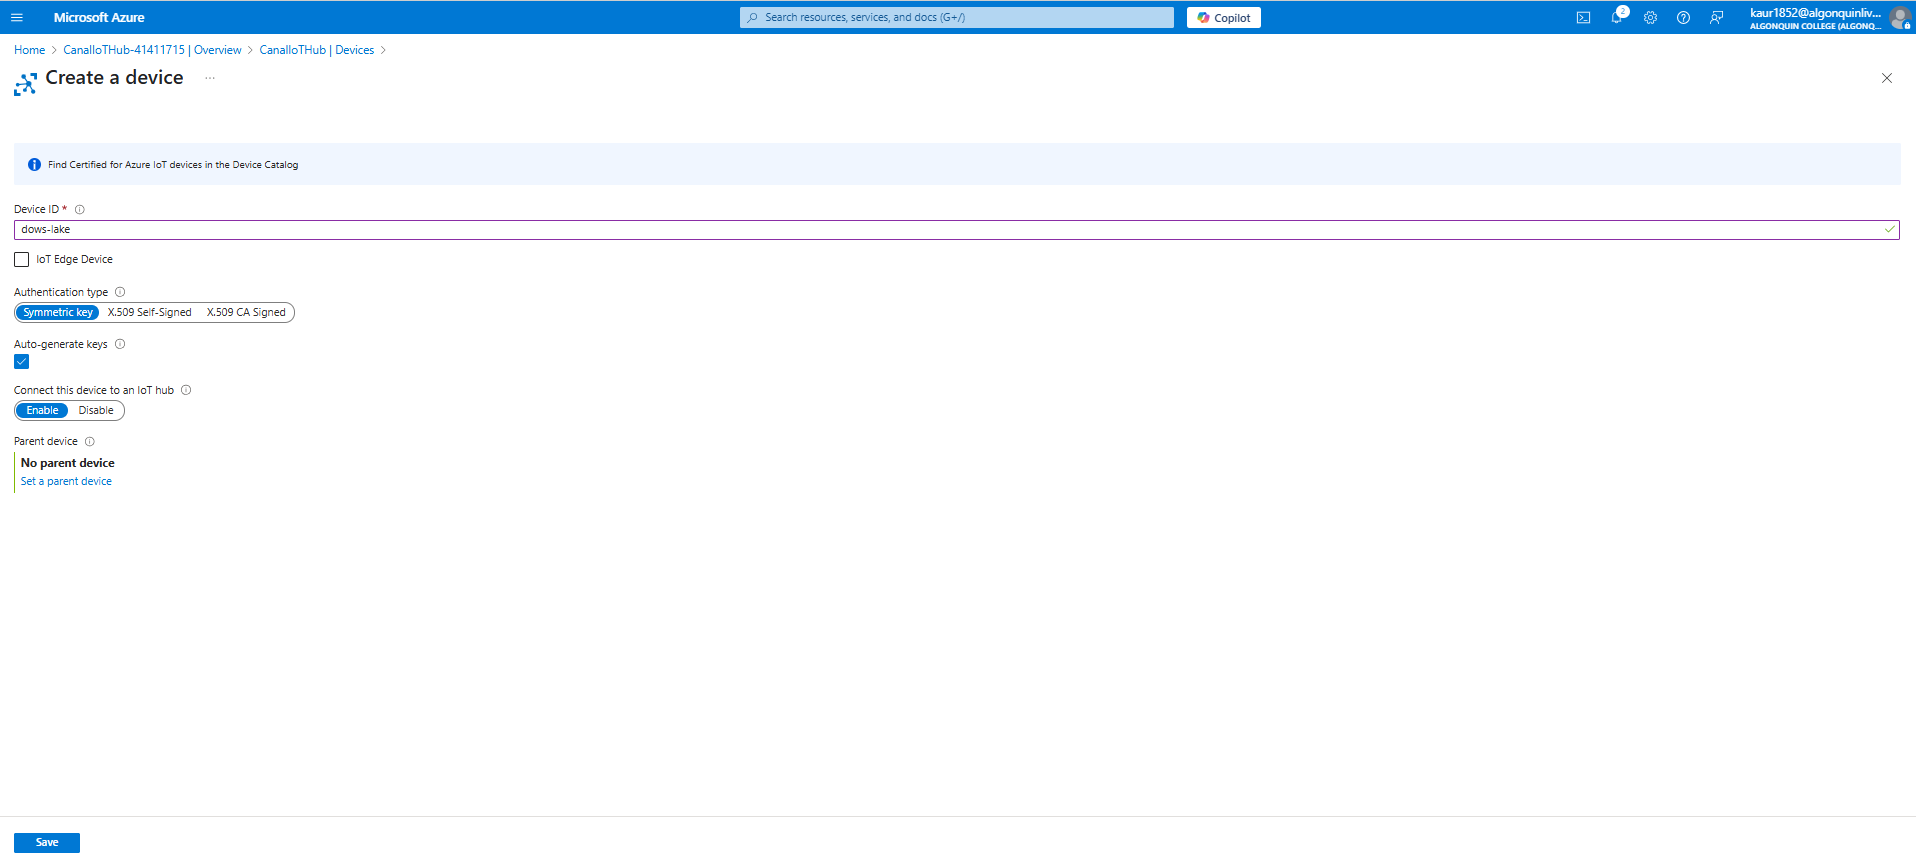 Microsoft Azure
Search resources, services, and docs (G+/)
Copilot
2
kaur1852@algonquinliv...
ALGONQUIN COLLEGE (ALGONQ...
Home > CanalIoTHub-41411715 | Overview > CanalIoTHub | Devices >
Create a device ...
Find Certified for Azure IoT devices in the Device Catalog
Device ID *
dows-lake
IoT Edge Device
Authentication type
Symmetric key X.509 Self-Signed X.509 CA Signed
Auto-generate keys
Connect this device to an IoT hub
Enable Disable
Parent device
No parent device
Set a parent device
Save